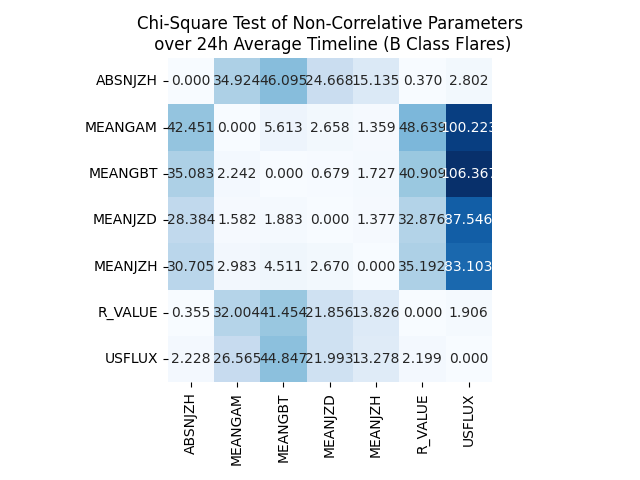 Chi-Square Test of Non-Correlative Parameters
over 24h Average Timeline (B Class Flares)
ABSNJZH 0.000 34.924 46.095 24.668 15.135 0.370 2.802
MEANGAM 42.451 0.000 5.613 2.658 1.359 48.639 100.223
MEANGBT 35.083 2.242 0.000 0.679 1.727 40.909 106.367
MEANJZD 28.384 1.582 1.883 0.000 1.377 32.876 87.546
MEANJZH 30.705 2.983 4.511 2.670 0.000 35.192 83.103
R_VALUE 0.355 32.004 41.454 21.856 13.826 0.000 1.906
USFLUX 2.228 26.565 44.847 21.993 13.278 2.199 0.000
ABSNJZH MEANGAM MEANGBT MEANJZD MEANJZH R_VALUE USFLUX